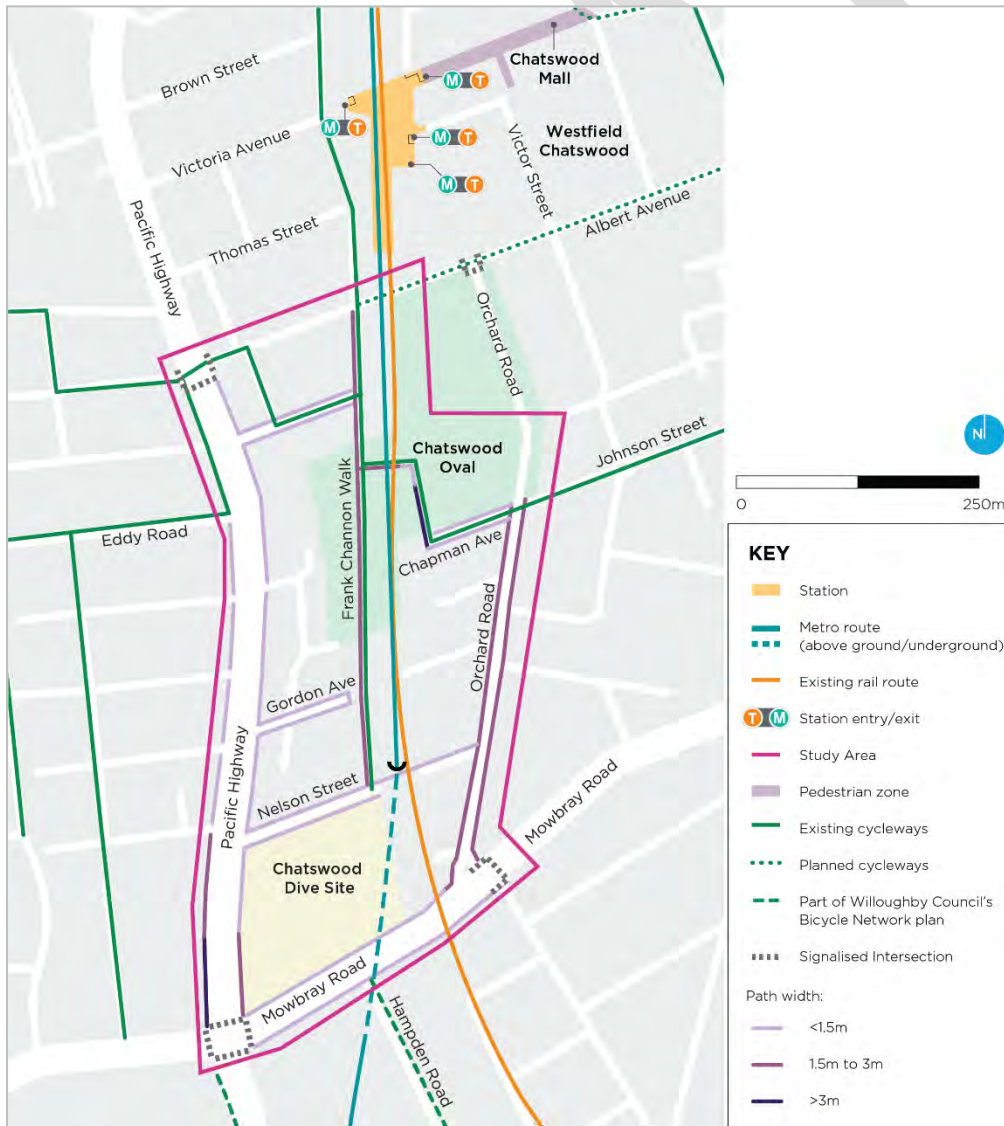 Brown Street
Chatswood
Mall
M T
M T
Victoria Avenue
M T
Westfield
Chatswood
Victor Street
M T
Albert Avenue
Pacific Highway
Thomas Street
Orchard Road
Chatswood
Oval
Johnson Street
Frank Channon Walk
Eddy Road
Chapman Ave
Orchard Road
Gordon Ave
Pacific Highway
Nelson Street
Mowbray Road
Chatswood
Dive Site
Mowbray Road
Hampden Road
N
0 250m
KEY
Station
Metro route
(above ground/underground)
Existing rail route
T M Station entry/exit
Study Area
Pedestrian zone
Existing cycleways
Planned cycleways
Part of Willoughby Council's
Bicycle Network plan
Signalised Intersection
Path width:
<1.5m
1.5m to 3m
>3m